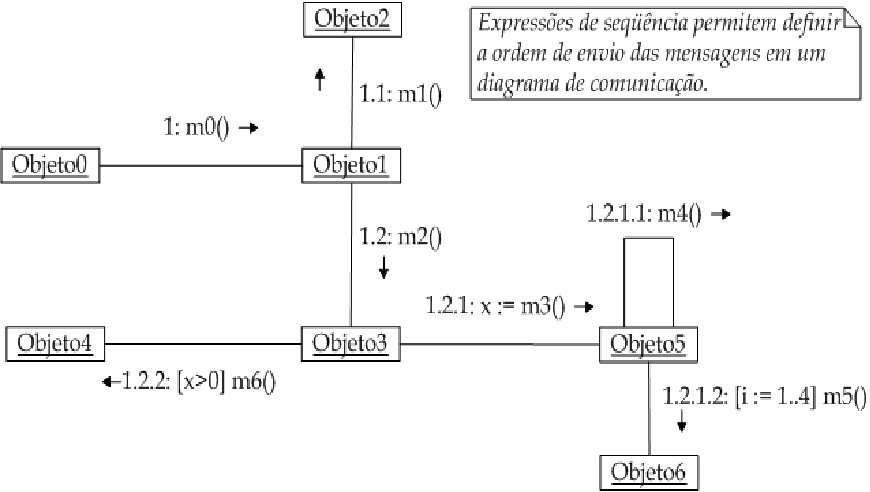 Objeto2
Expressões de seqüência permitem definir
a ordem de envio das mensagens em um
diagrama de comunicação.
1.1: m1()
1: m0()
Objeto0
Objeto1
1.2.1.1: m4()
1.2: m2()
1.2.1: x := m3()
Objeto4
Objeto3
Objeto5
1.2.2: [x>0] m6()
1.2.1.2: [i := 1..4] m5()
Objeto6